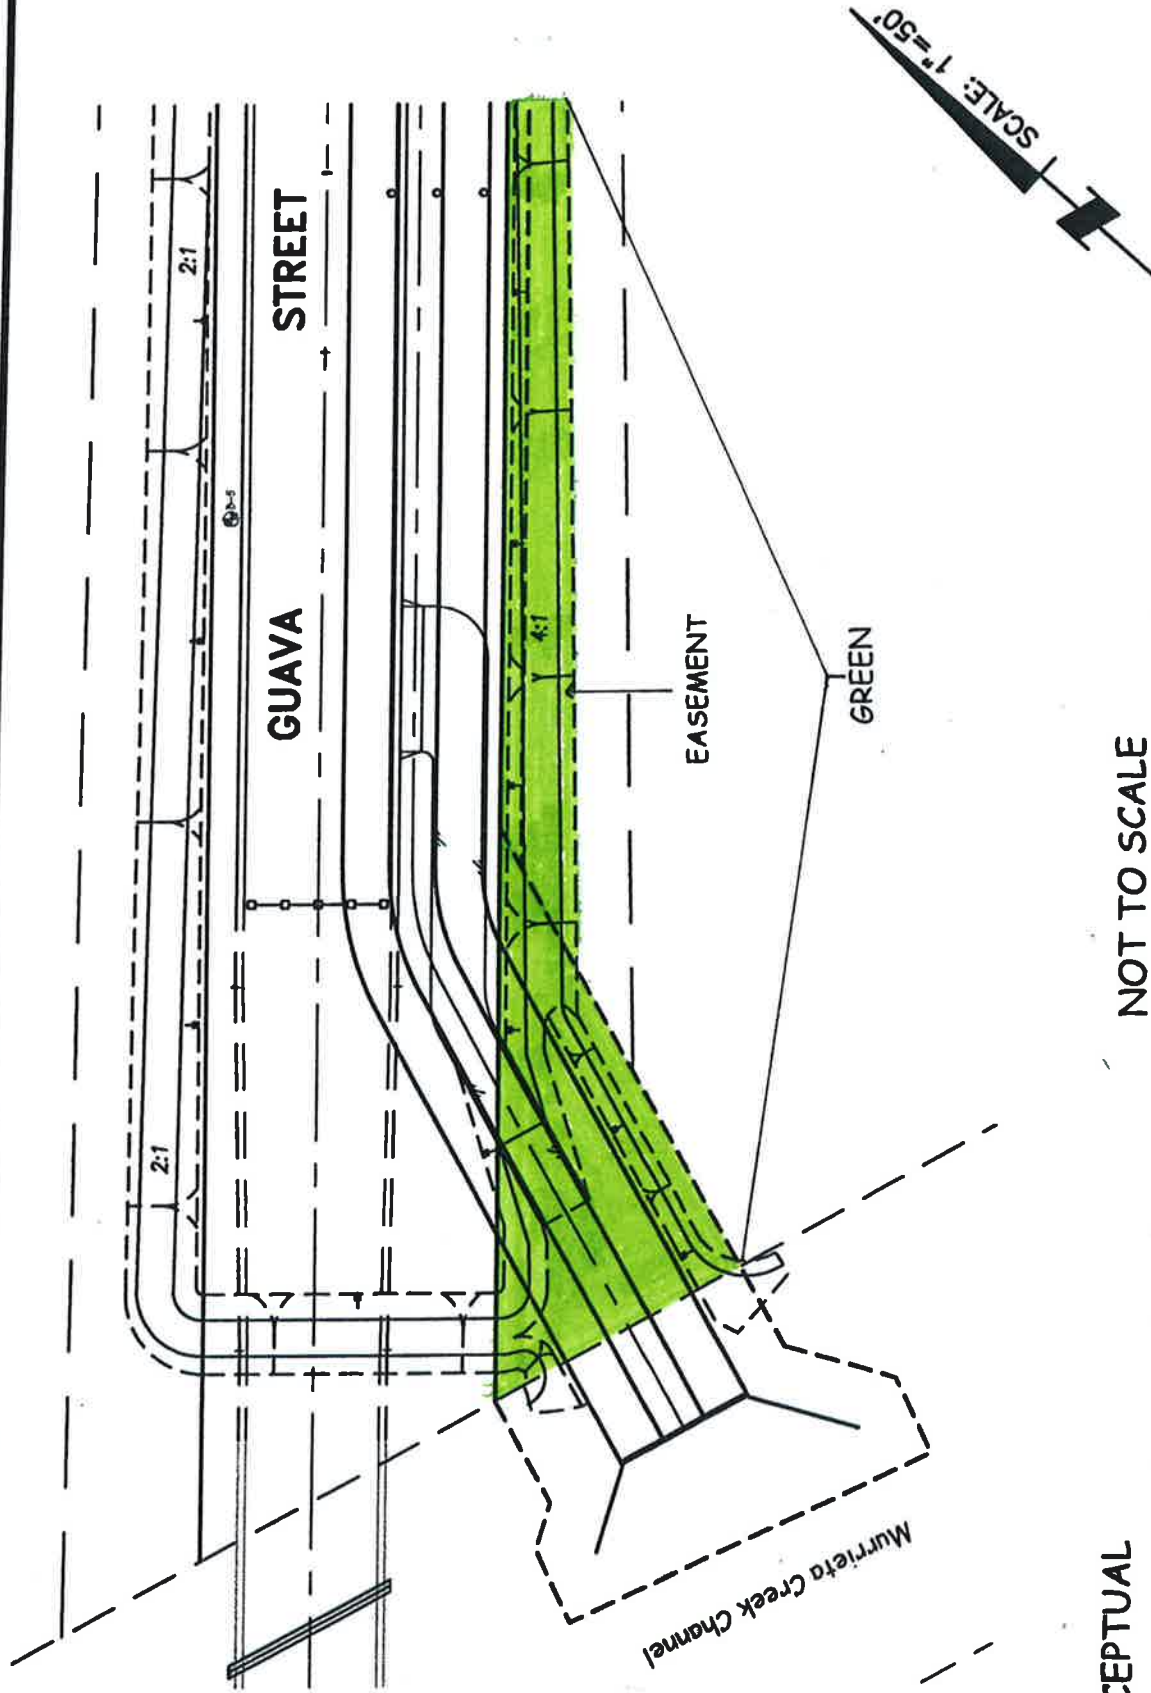 SCALE: 1"=50'
2:1
STREET
GUAVA
2:1
4:1
EASEMENT
GREEN
NOT TO SCALE
Murrieta Creek Channel
CEPTUAL